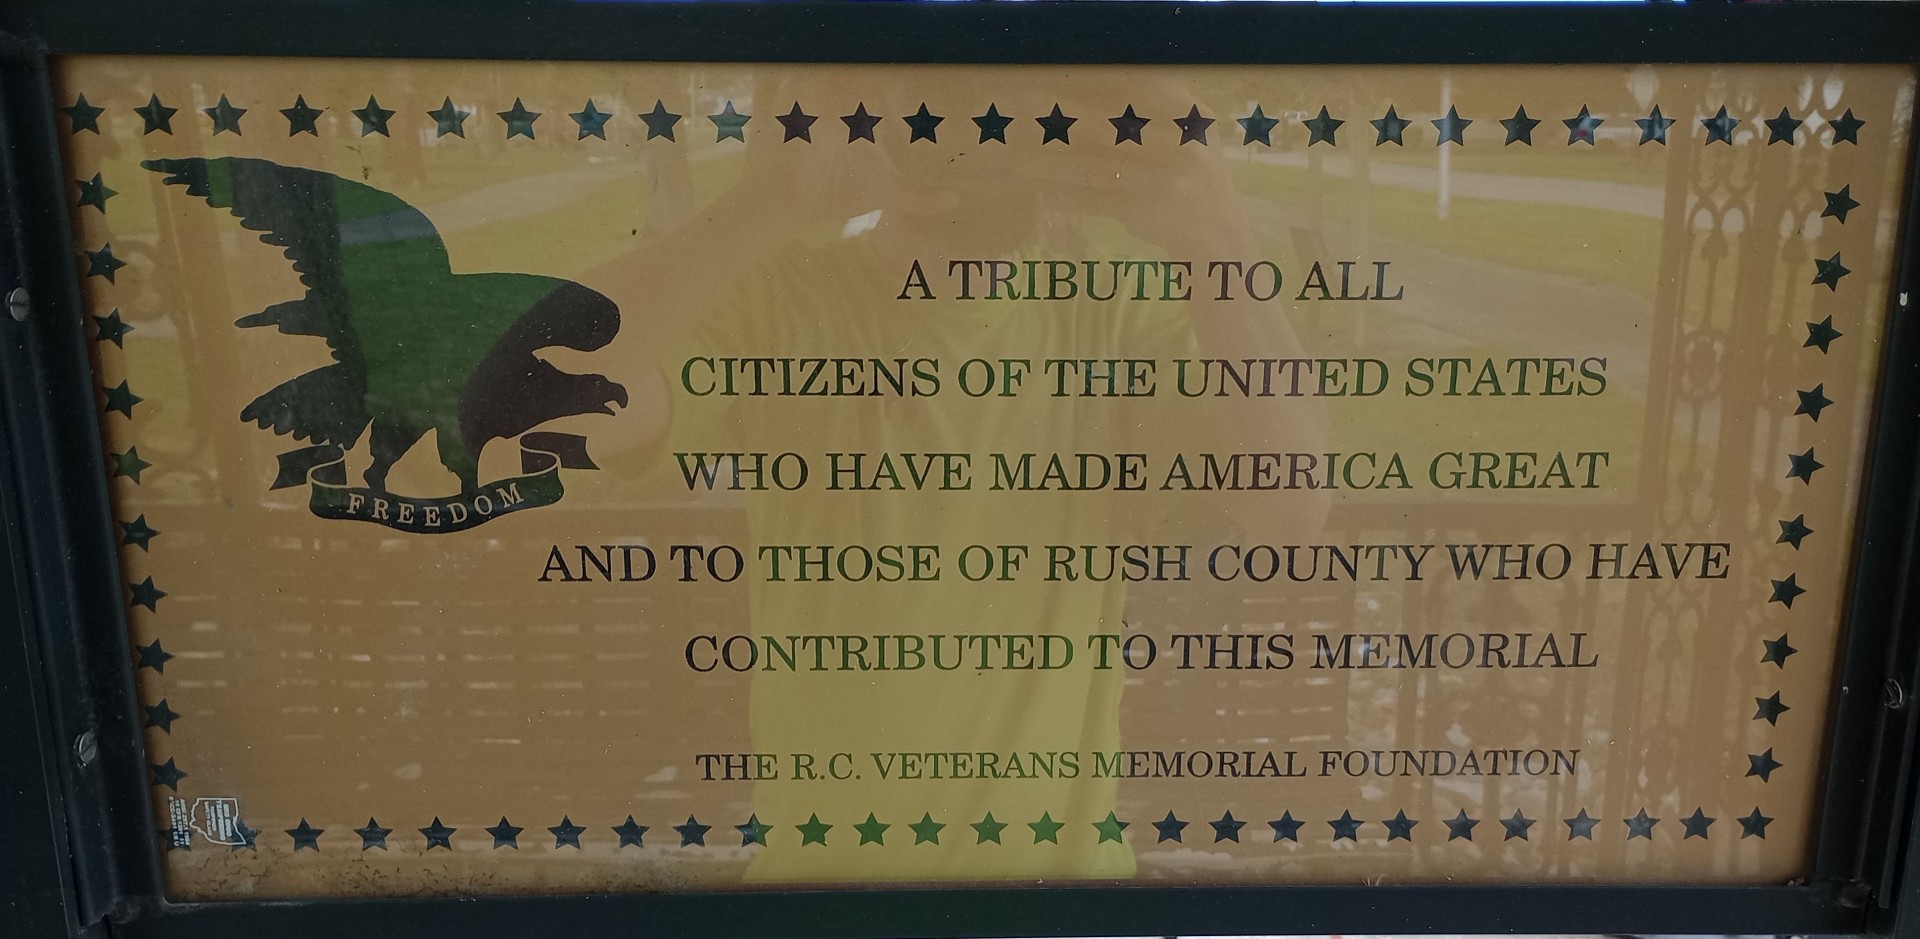 A TRIBUTE TO ALL
CITIZENS OF THE UNITED STATES
WHO HAVE MADE AMERICA GREAT
FREEDOM
AND TO THOSE OF RUSH COUNTY WHO HAVE
CONTRIBUTED TO THIS MEMORIAL
THE R.C. VETERANS MEMORIAL FOUNDATION